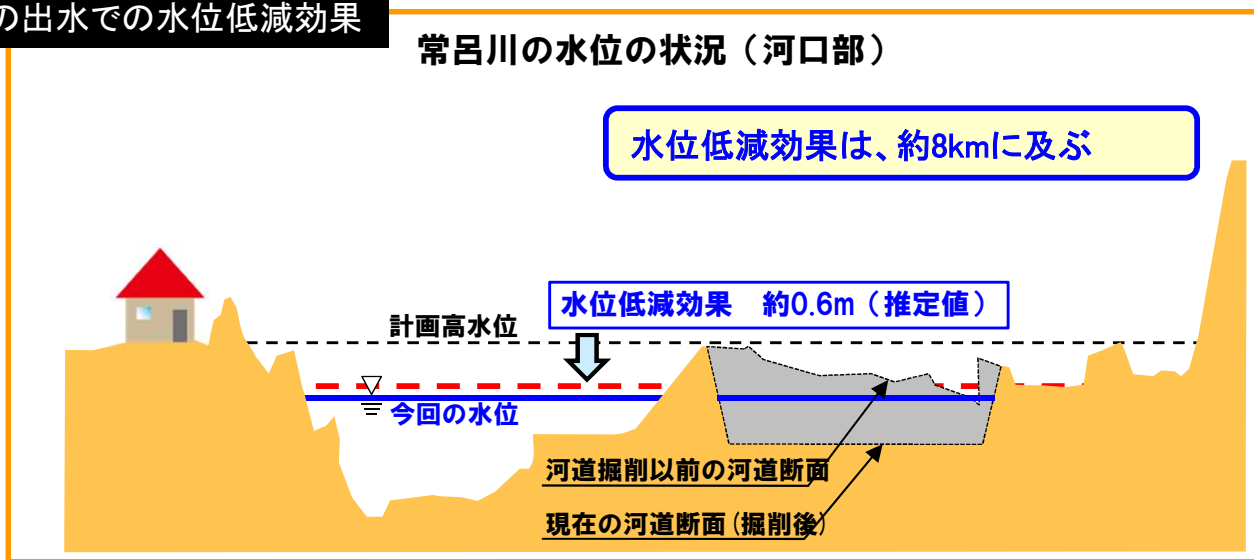 の出水での水位低減効果
常呂川の水位の状況（河口部）
水位低減効果は、約8kmに及ぶ
水位低減効果　約0.6m（推定値）
計画高水位
今回の水位
河道掘削以前の河道断面
現在の河道断面(掘削後)